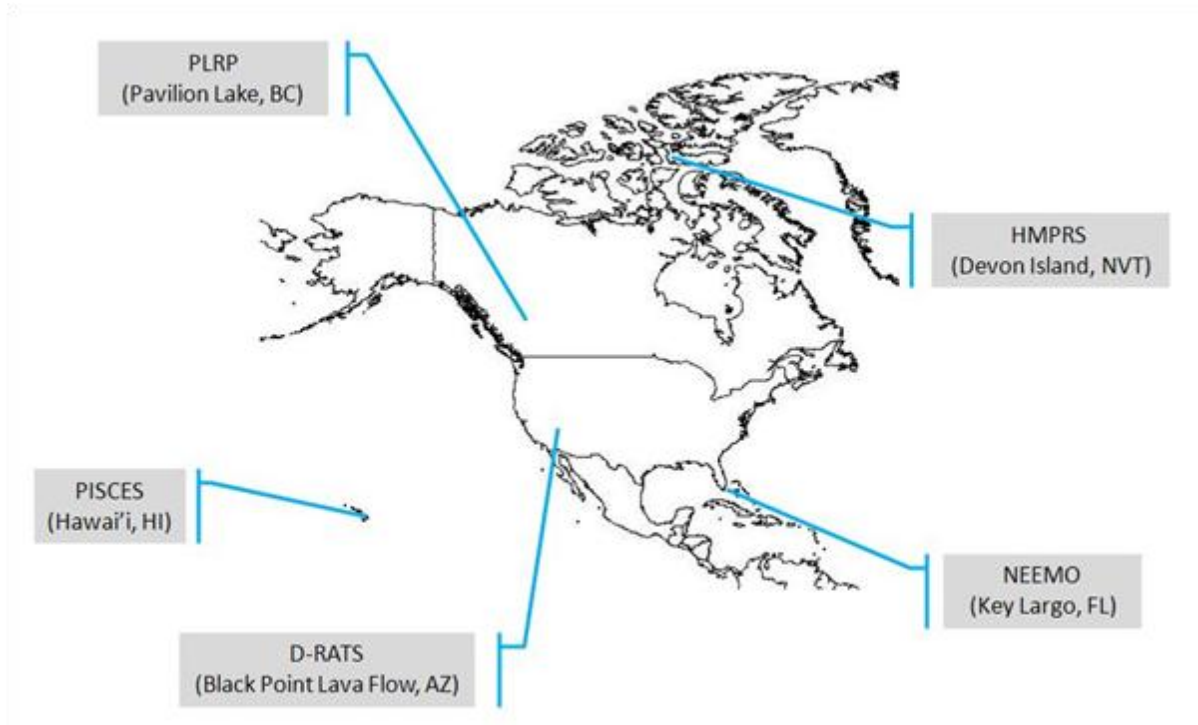 PLRP
(Pavilion Lake, BC)
HMPRS
(Devon Island, NVT)
PISCES
(Hawai'i, HI)
NEEMO
(Key Largo, FL)
D-RATS
(Black Point Lava Flow, AZ)